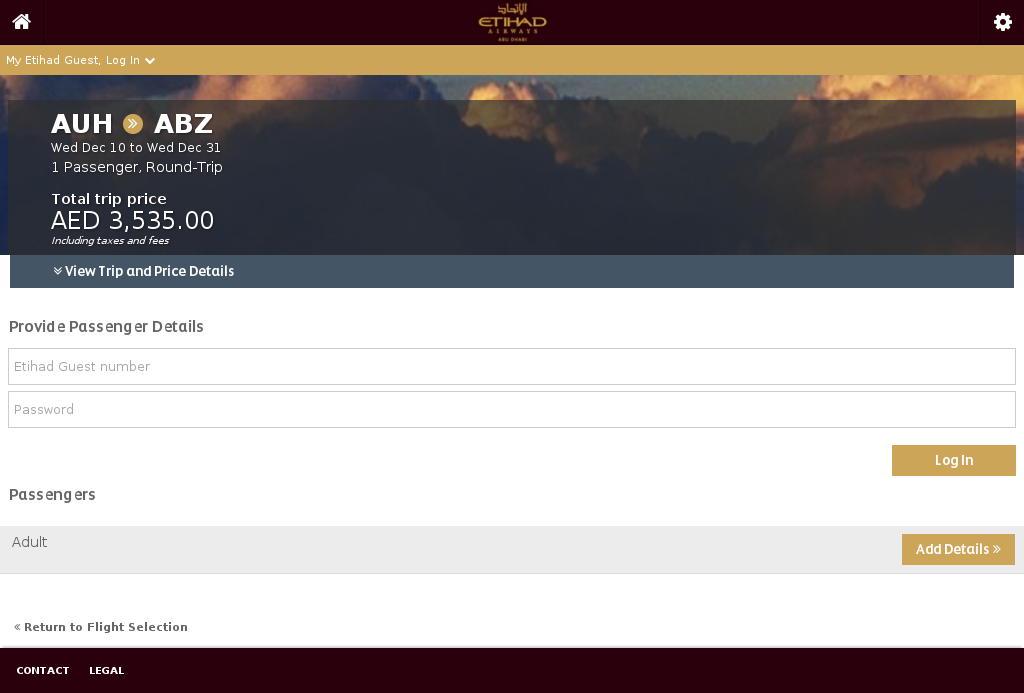 الإتحاد
ETIHAD
AIRWAYS
ABU DHABI
My Etihad Guest, Log In
AUH » ABZ
Wed Dec 10 to Wed Dec 31
1 Passenger, Round-Trip
Total trip price
AED 3,535.00
Including taxes and fees
View Trip and Price Details
Provide Passenger Details
Etihad Guest number
Password
Log In
Passengers
Adult
Add Details »
« Return to Flight Selection
CONTACT LEGAL